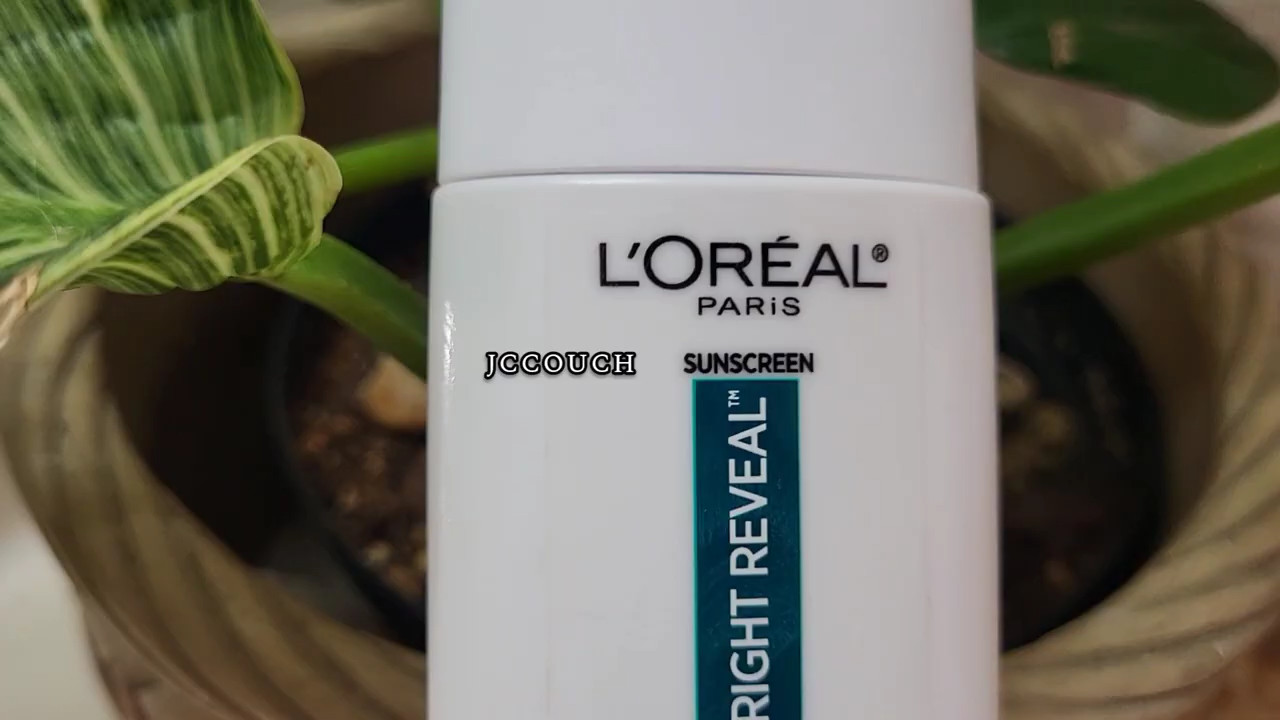 L'ORÉAL®
PARiS
JCCOUCH
SUNSCREEN
RIGHT REVEAL™